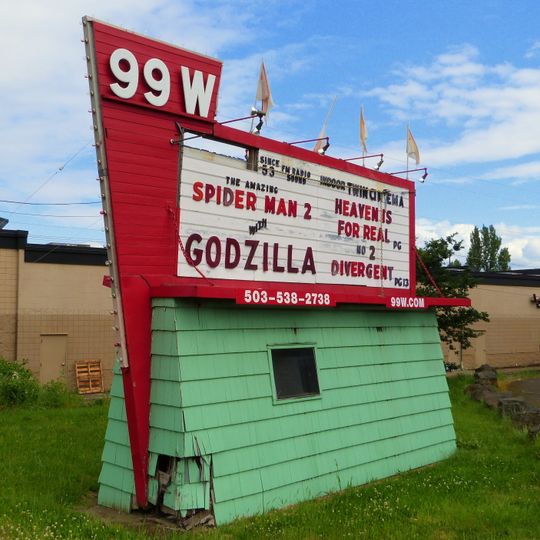 99W
SINCE FM RADIO
53 SOUND
THE AMAZING
SPIDER MAN 2
WITH
GODZILLA
INDOOR TWIN CINEMA
HEAVEN IS
FOR REAL PG
NO 2
DIVERGENT PG13
503-538-2738
99W.COM